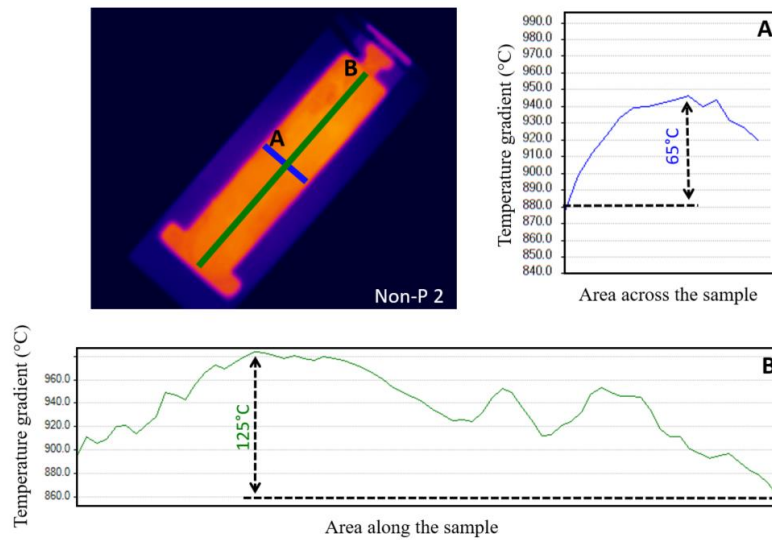 B
A
Non-P 2
A
Temperature gradient (°C)
990.0
980.0
970.0
960.0
950.0
940.0
930.0
920.0
910.0
900.0
890.0
880.0
870.0
860.0
850.0
840.0
65°C
Area across the sample
B
Temperature gradient (°C)
960.0
940.0
920.0
900.0
880.0
860.0
125°C
Area along the sample